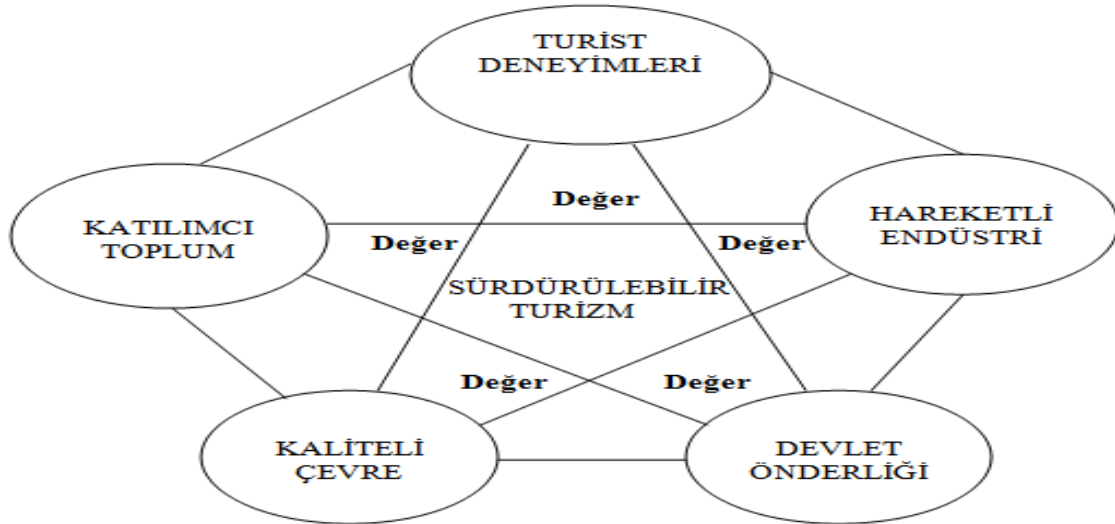 TURİST
DENEYİMLERİ
Değer
KATILIMCI
TOPLUM
HAREKETLİ
ENDÜSTRİ
Değer
Değer
SÜRDÜRÜLEBİLİR
TURİZM
Değer
Değer
KALİTELİ
ÇEVRE
DEVLET
ÖNDERLİĞİ